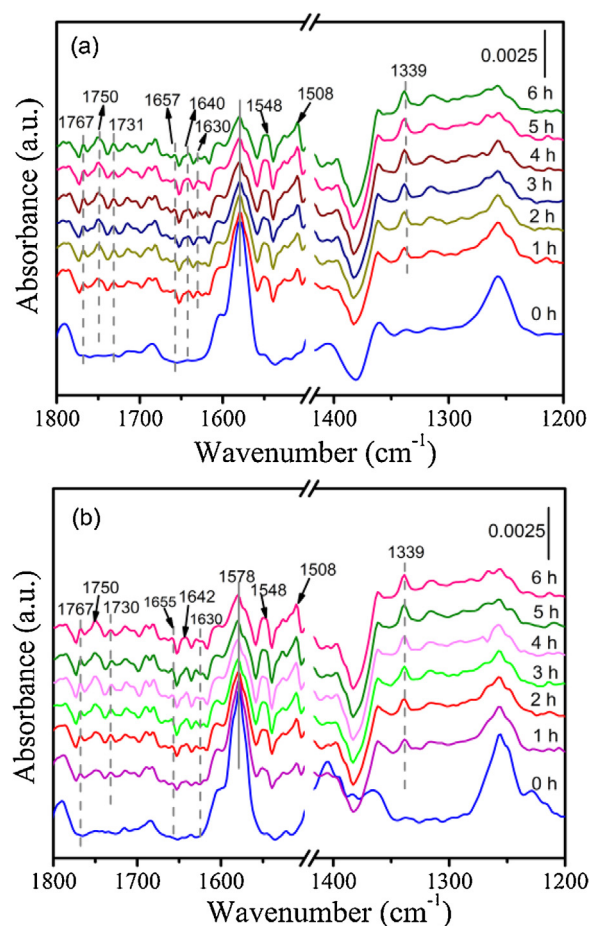 (a)
0.0025
1750
1657
1640
1508
1339
6 h
1767
1731
1630
1548
5 h
4 h
3 h
2 h
1 h
0 h
Absorbance (a.u.)
1800 1700 1600 1400 1300 1200
Wavenumber (cm⁻¹)
(b)
0.0025
1750
1655
1642
1578
1508
1339
6 h
1767
1730
1630
1548
5 h
4 h
3 h
2 h
1 h
0 h
Absorbance (a.u.)
1800 1700 1600 1400 1300 1200
Wavenumber (cm⁻¹)